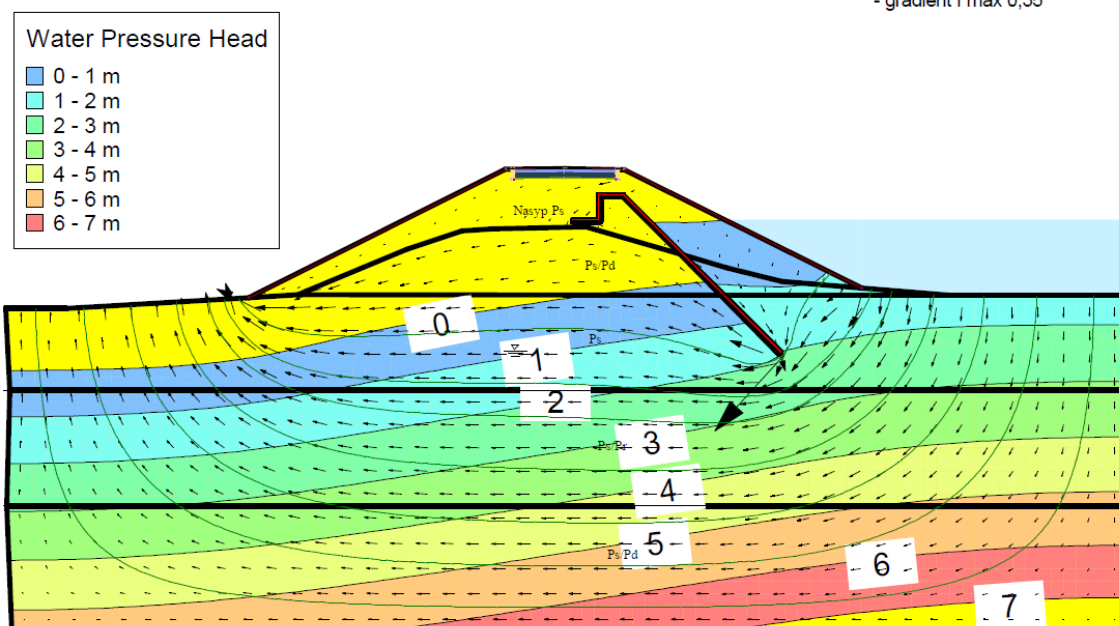 - gradient i max 0,55
Water Pressure Head
0 - 1 m
1 - 2 m
2 - 3 m
3 - 4 m
4 - 5 m
5 - 6 m
6 - 7 m
Nasyp Ps
Ps/Pd
0
Ps
1
2
3
Ps/Pr
4
5
Ps/Pd
6
7